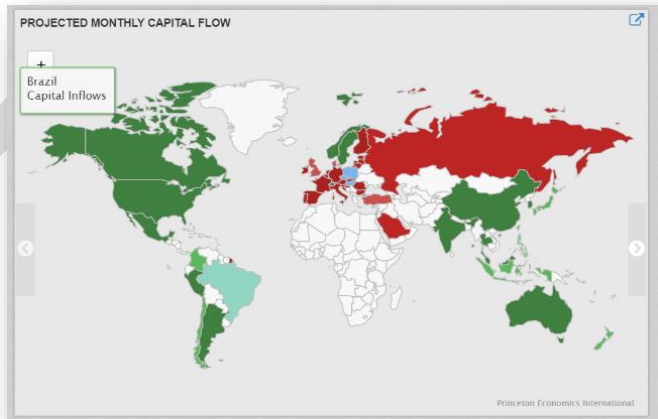 PROJECTED MONTHLY CAPITAL FLOW
+
Brazil
Capital Inflows
Princeton Economics International